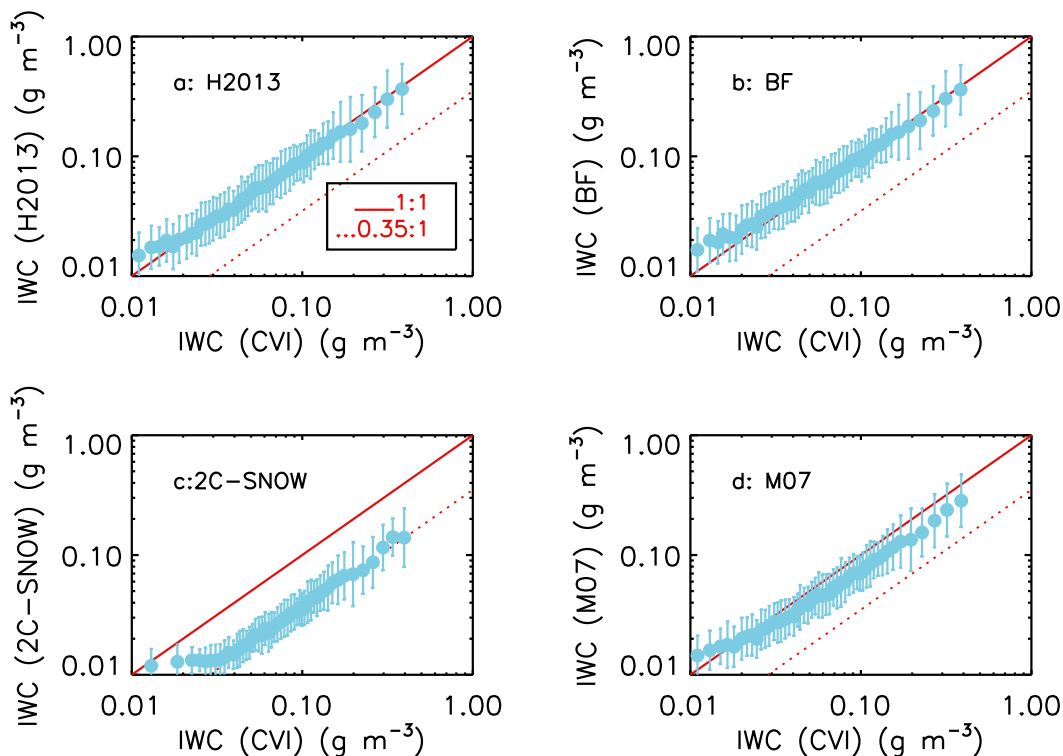 1.00
0.10
0.01
IWC (H2013) (g m⁻³)
a: H2013
1:1
...0.35:1
0.01 0.10 1.00
IWC (CVI) (g m⁻³)
1.00
0.10
0.01
IWC (BF) (g m⁻³)
b: BF
0.01 0.10 1.00
IWC (CVI) (g m⁻³)
1.00
0.10
0.01
IWC (2C−SNOW) (g m⁻³)
c:2C−SNOW
0.01 0.10 1.00
IWC (CVI) (g m⁻³)
1.00
0.10
0.01
IWC (M07) (g m⁻³)
d: M07
0.01 0.10 1.00
IWC (CVI) (g m⁻³)